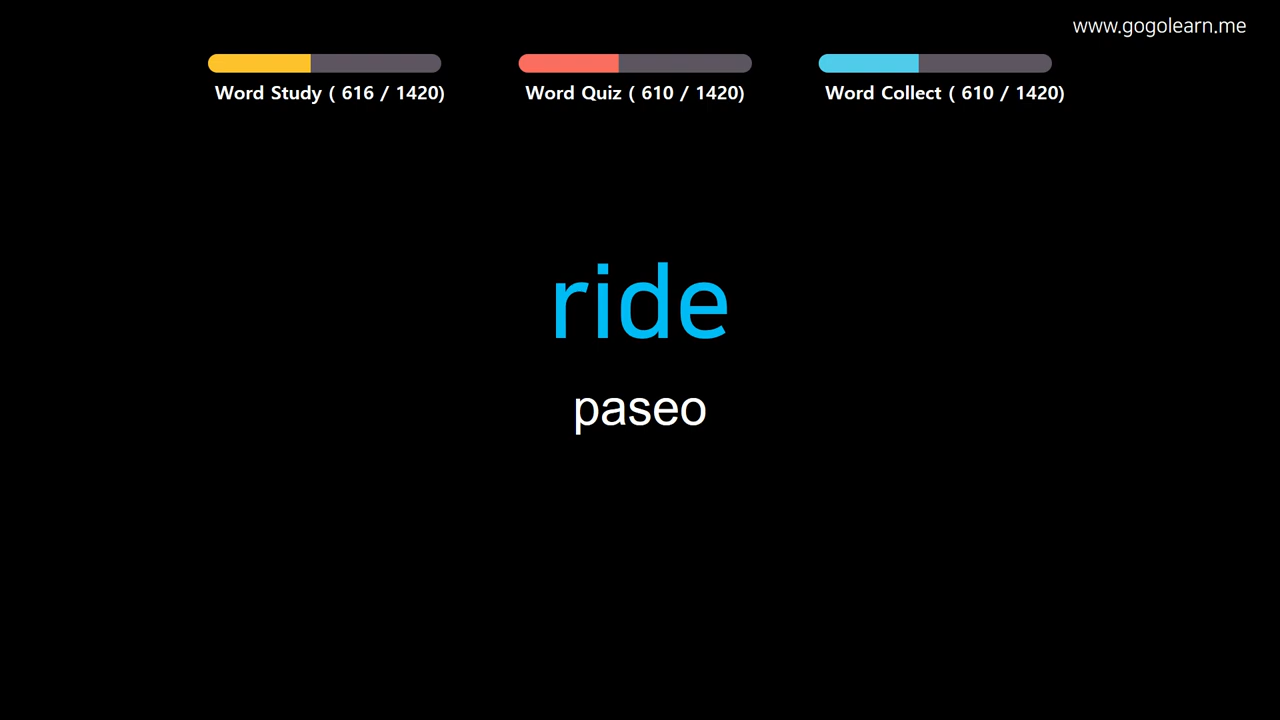 www.gogolearn.me
Word Study ( 616 / 1420)
Word Quiz ( 610 / 1420)
Word Collect ( 610 / 1420)
ride
paseo